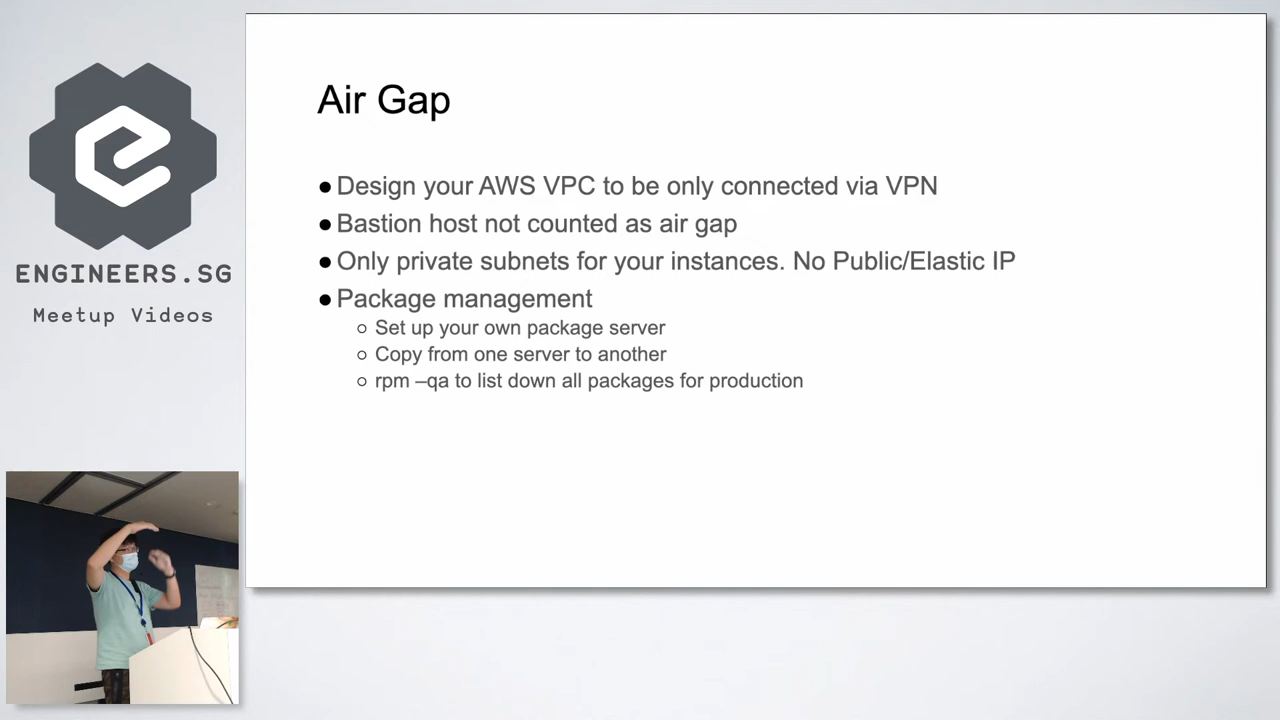 ENGINEERS.SG
Meetup Videos
Air Gap
● Design your AWS VPC to be only connected via VPN
● Bastion host not counted as air gap
● Only private subnets for your instances. No Public/Elastic IP
● Package management
○ Set up your own package server
○ Copy from one server to another
○ rpm –qa to list down all packages for production